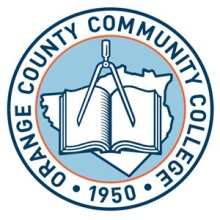 ORANGE COUNTY COMMUNITY COLLEGE
• 1950 •